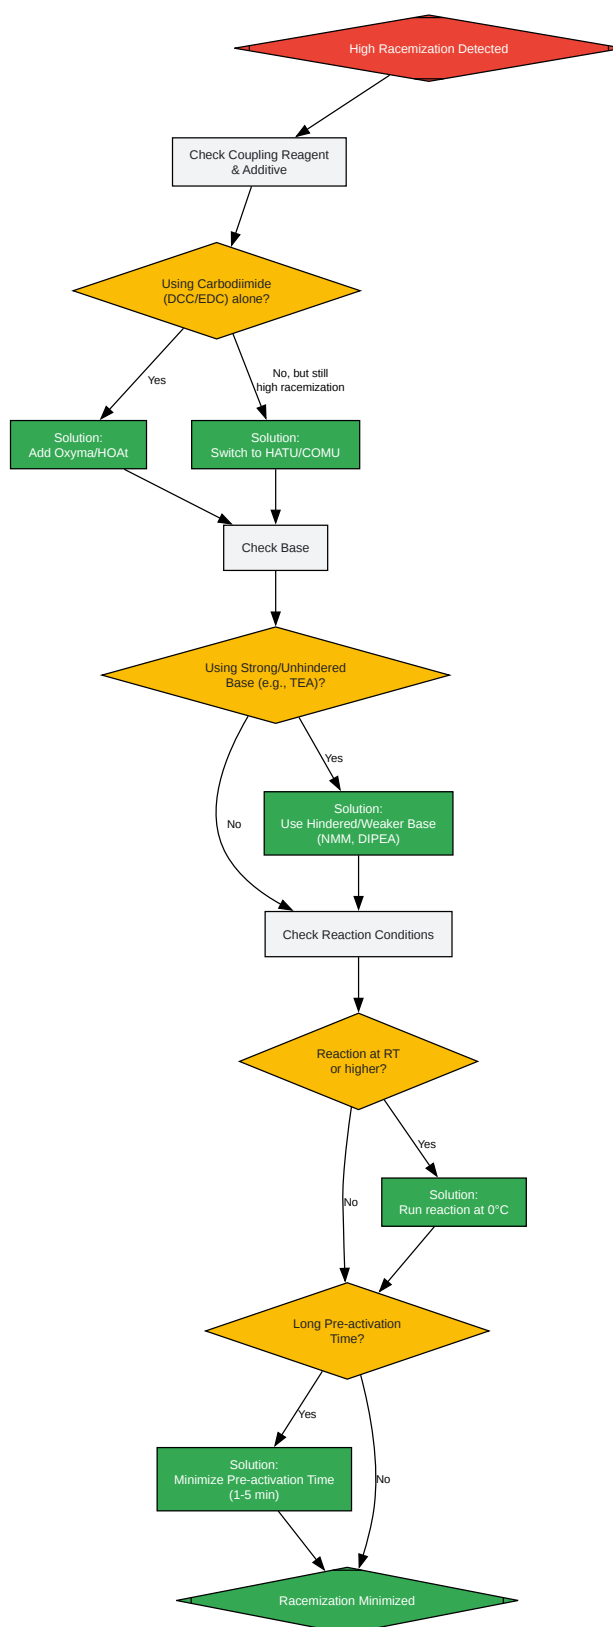 High Racemization Detected
Check Coupling Reagent
& Additive
Using Carbodiimide
(DCC/EDC) alone?
Yes
No, but still
high racemization
Solution:
Add Oxyma/HOAt
Solution:
Switch to HATU/COMU
Check Base
Using Strong/Unhindered
Base (e.g., TEA)?
Yes
No
Solution:
Use Hindered/Weaker Base
(NMM, DIPEA)
Check Reaction Conditions
Reaction at RT
or higher?
Yes
No
Solution:
Run reaction at 0°C
Long Pre-activation
Time?
Yes
No
Solution:
Minimize Pre-activation Time
(1-5 min)
Racemization Minimized